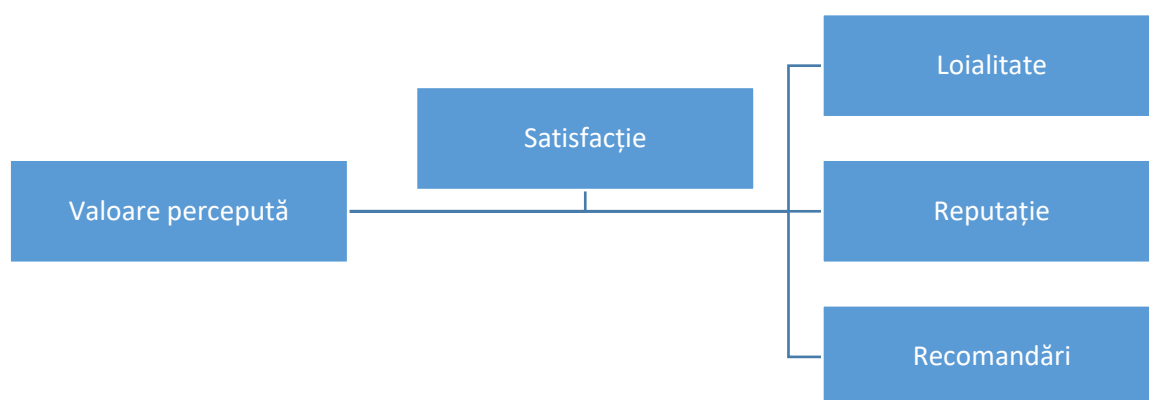 Valoare percepută
Satisfacție
Loialitate
Reputație
Recomandări